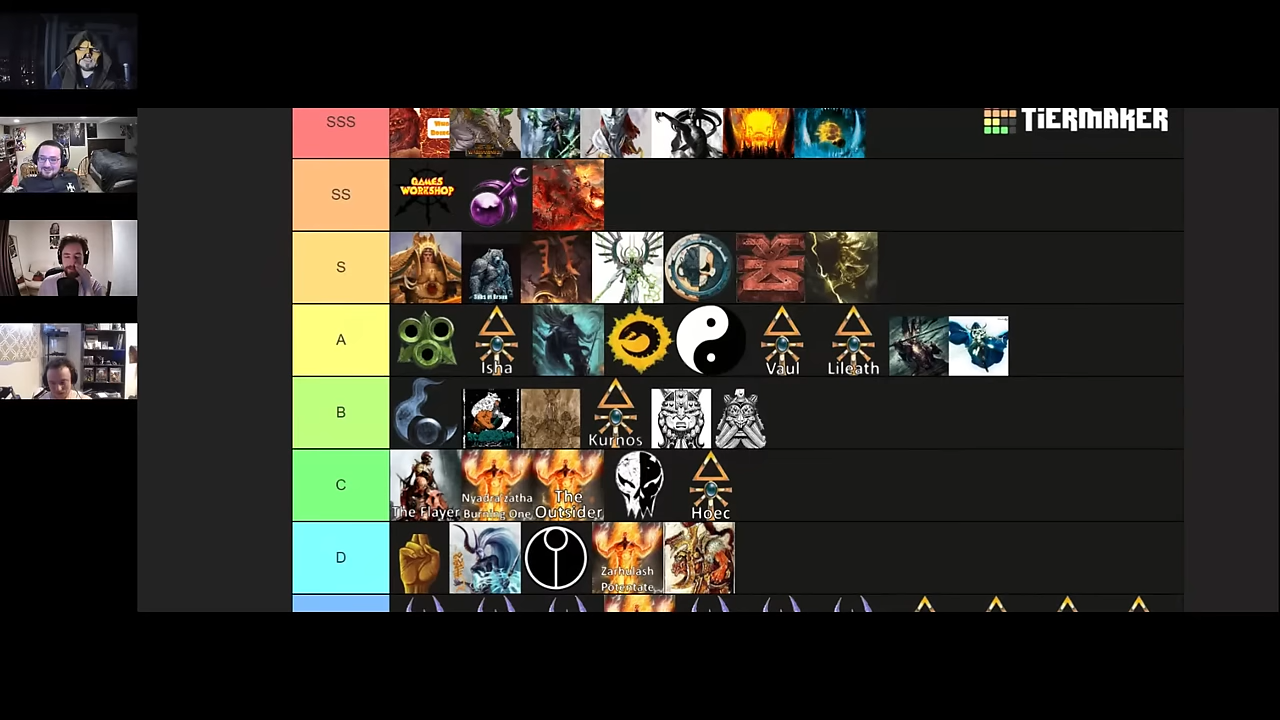 SSS
TIERMAKER
SS
GAMES
WORKSHOP
S
A
Isha
Vaul
Lileath
B
Kurnos
C
The Flayer
Nyadra'zatha
Burning One
The
Outsider
Hoec
D
Zarhulash
Potentate